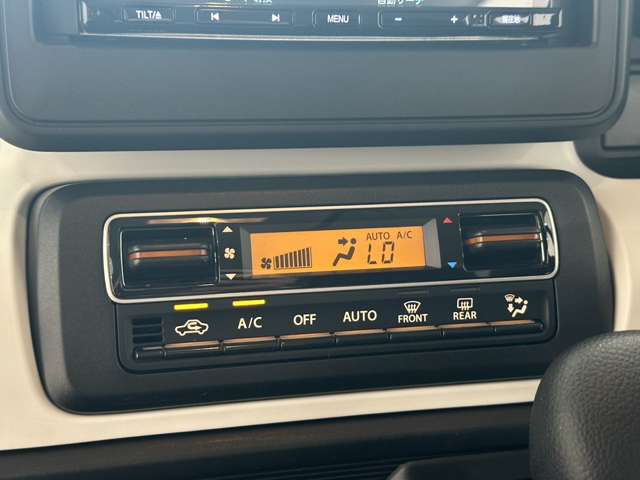 TILT/⏏ |◀◀ ▶▶| MENU − +
AUTO A/C
LO
A/C OFF AUTO FRONT REAR